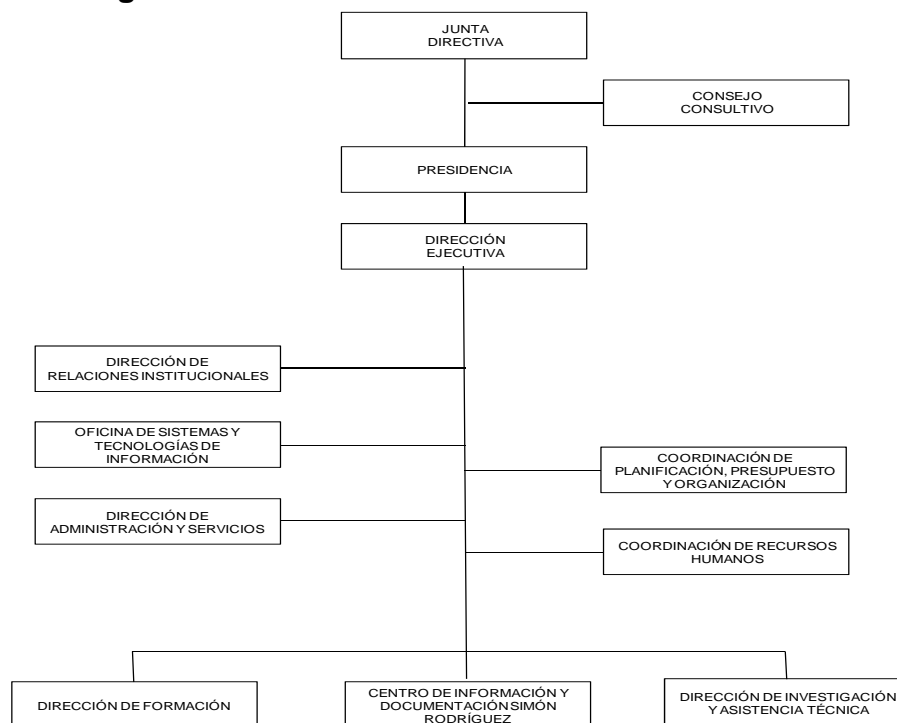 JUNTA
DIRECTIVA
CONSEJO
CONSULTIVO
PRESIDENCIA
DIRECCIÓN
EJECUTIVA
DIRECCIÓN DE
RELACIONES INSTITUCIONALES
OFICINA DE SISTEMAS Y
TECNOLOGÍAS DE
INFORMACIÓN
COORDINACIÓN DE
PLANIFICACIÓN, PRESUPUESTO
Y ORGANIZACIÓN
DIRECCIÓN DE
ADMINISTRACIÓN Y SERVICIOS
COORDINACIÓN DE RECURSOS
HUMANOS
DIRECCIÓN DE FORMACIÓN
CENTRO DE INFORMACIÓN Y
DOCUMENTACIÓN SIMÓN
RODRÍGUEZ
DIRECCIÓN DE INVESTIGACIÓN
Y ASISTENCIA TÉCNICA